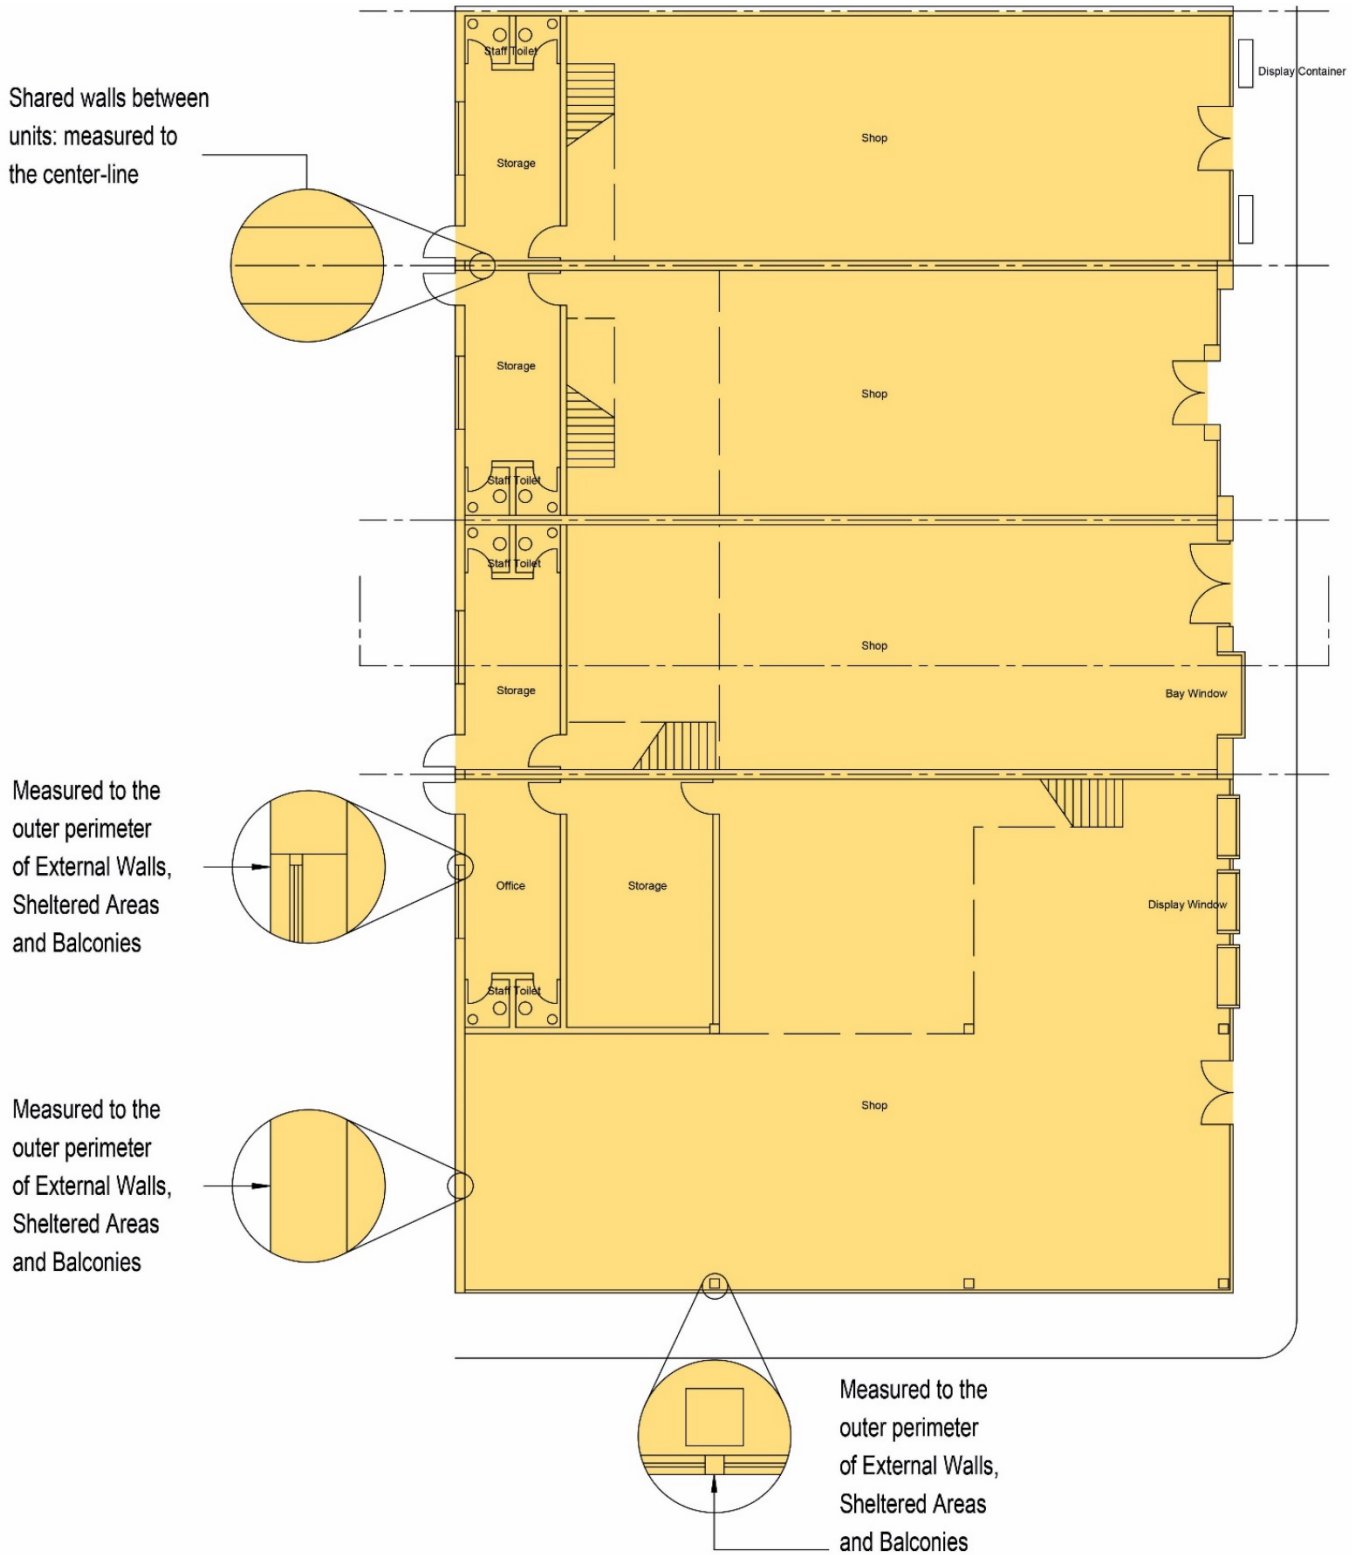 Staff Toilet
Display Container
Shared walls between
units: measured to
the center-line
Shop
Storage
Storage
Shop
Staff Toilet
Staff Toilet
Shop
Storage
Bay Window
Measured to the
outer perimeter
of External Walls,
Sheltered Areas
and Balconies
Office
Storage
Display Window
Staff Toilet
Measured to the
outer perimeter
of External Walls,
Sheltered Areas
and Balconies
Shop
Measured to the
outer perimeter
of External Walls,
Sheltered Areas
and Balconies